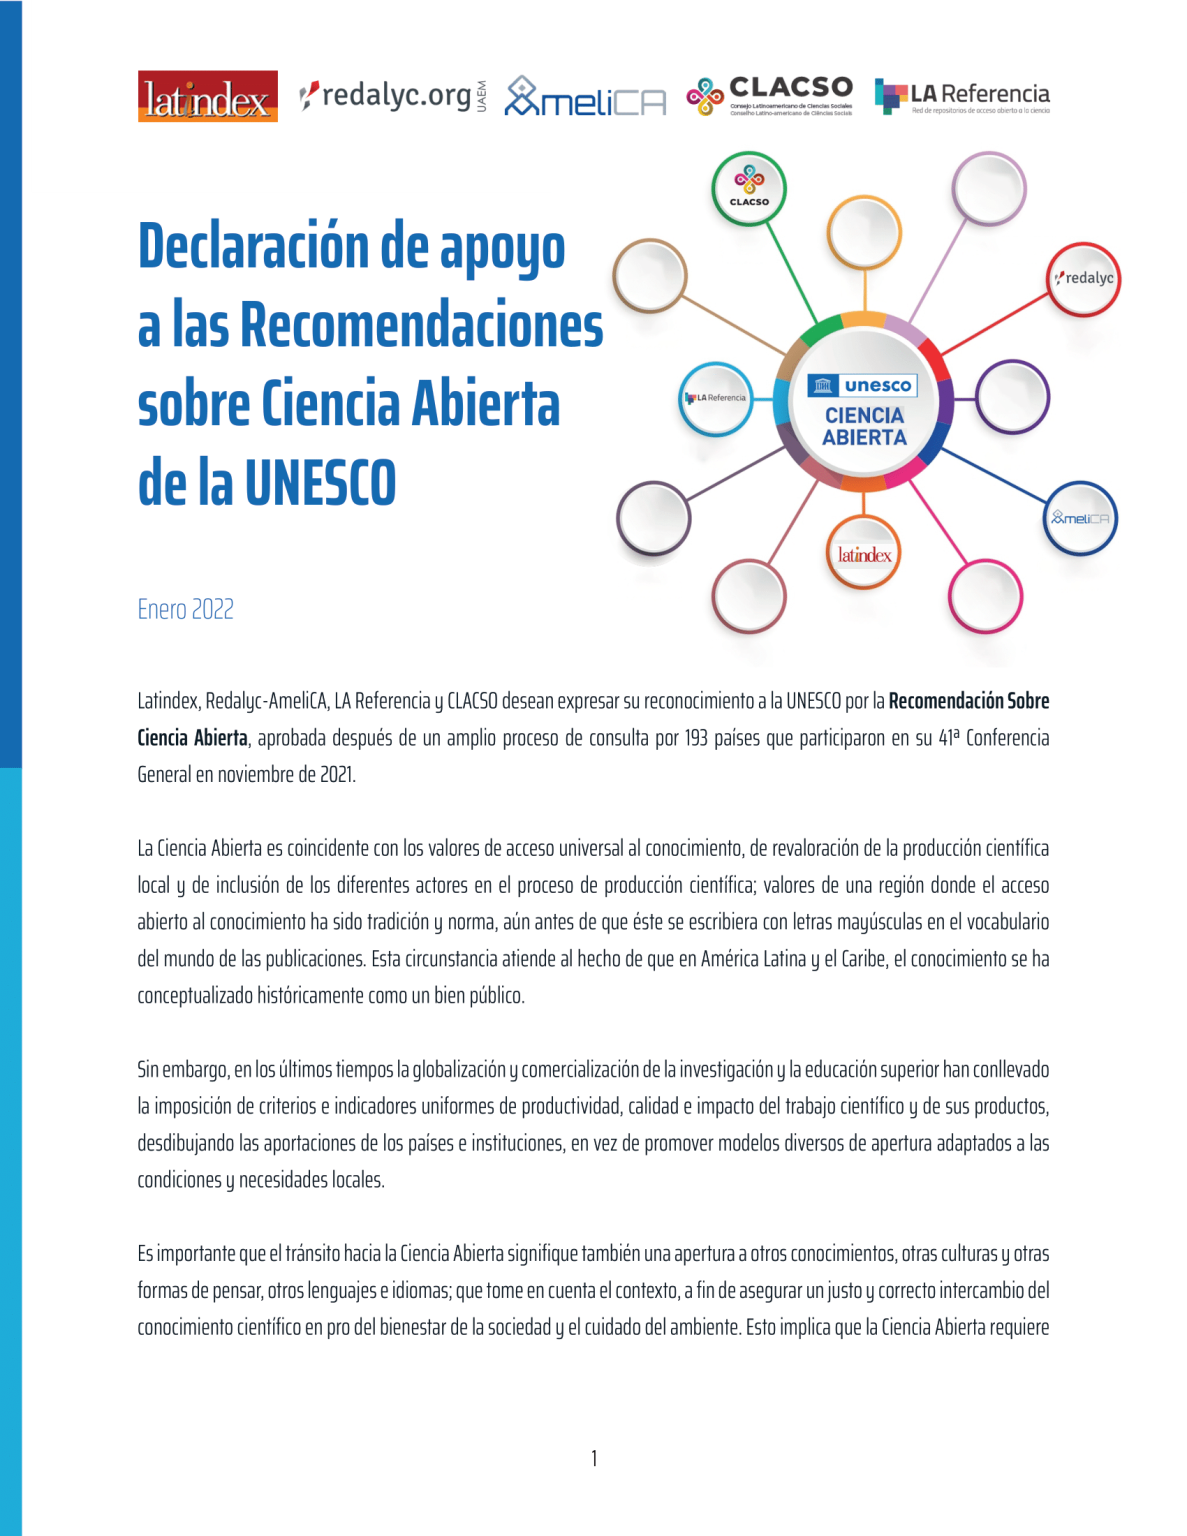 latindex
redalyc.org UAEM
AmeliCA
CLACSO
Consejo Latinoamericano de Ciencias Sociales
Conselho Latino-americano de Ciências Sociais
LA Referencia
Red de repositorios de acceso abierto a la ciencia
CLACSO
redalyc
LA Referencia
unesco
CIENCIA
ABIERTA
AmeliCA
latindex
Declaración de apoyo
a las Recomendaciones
sobre Ciencia Abierta
de la UNESCO
Enero 2022
Latindex, Redalyc-AmeliCA, LA Referencia y CLACSO desean expresar su reconocimiento a la UNESCO por la Recomendación Sobre
Ciencia Abierta, aprobada después de un amplio proceso de consulta por 193 países que participaron en su 41ª Conferencia
General en noviembre de 2021.
La Ciencia Abierta es coincidente con los valores de acceso universal al conocimiento, de revaloración de la producción científica
local y de inclusión de los diferentes actores en el proceso de producción científica; valores de una región donde el acceso
abierto al conocimiento ha sido tradición y norma, aún antes de que éste se escribiera con letras mayúsculas en el vocabulario
del mundo de las publicaciones. Esta circunstancia atiende al hecho de que en América Latina y el Caribe, el conocimiento se ha
conceptualizado históricamente como un bien público.
Sin embargo, en los últimos tiempos la globalización y comercialización de la investigación y la educación superior han conllevado
la imposición de criterios e indicadores uniformes de productividad, calidad e impacto del trabajo científico y de sus productos,
desdibujando las aportaciones de los países e instituciones, en vez de promover modelos diversos de apertura adaptados a las
condiciones y necesidades locales.
Es importante que el tránsito hacia la Ciencia Abierta signifique también una apertura a otros conocimientos, otras culturas y otras
formas de pensar, otros lenguajes e idiomas; que tome en cuenta el contexto, a fin de asegurar un justo y correcto intercambio del
conocimiento científico en pro del bienestar de la sociedad y el cuidado del ambiente. Esto implica que la Ciencia Abierta requiere
1